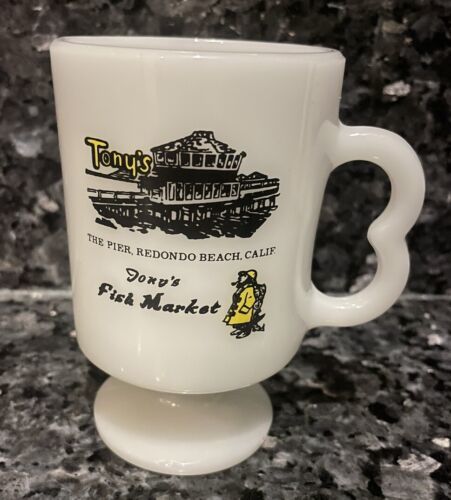 Tony's
THE PIER, REDONDO BEACH, CALIF.
Tony's
Fish Market